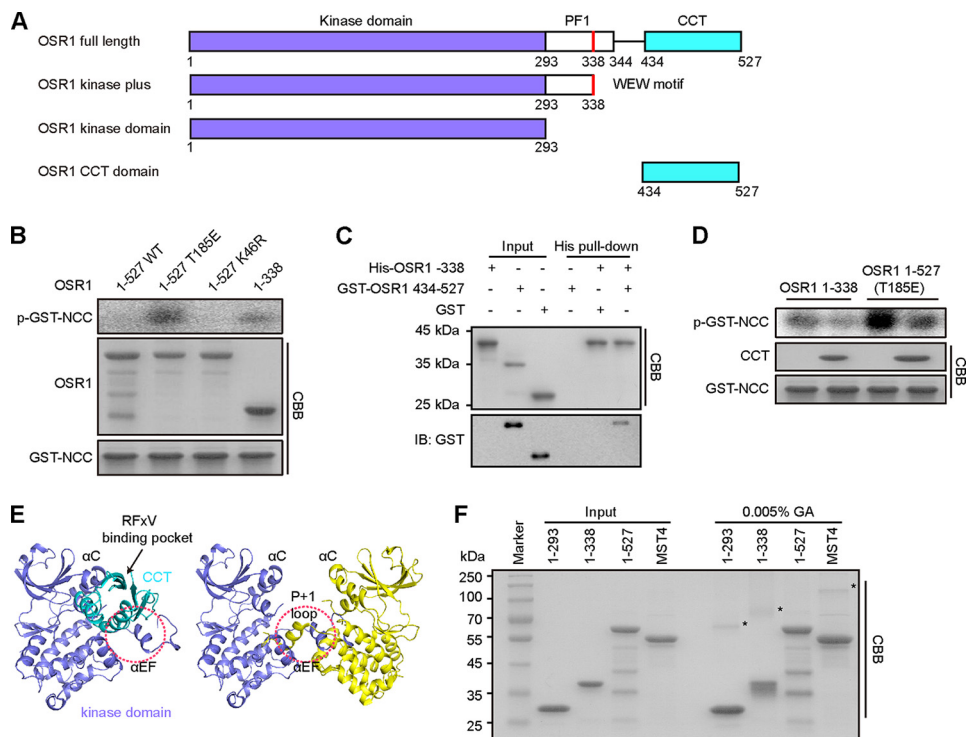 A
Kinase domain PF1 CCT
OSR1 full length
1 293 338 344 434 527
OSR1 kinase plus
WEW motif
1 293 338
OSR1 kinase domain
1 293
OSR1 CCT domain
434 527
B
OSR1 1-527 WT 1-527 T185E 1-527 K46R 1-338
p-GST-NCC
OSR1
GST-NCC
CBB
C
Input His pull-down
His-OSR1 -338 + - - - + +
GST-OSR1 434-527 - + - + - +
GST - - + - + -
45 kDa
35 kDa
25 kDa
CBB
IB: GST
D
OSR1 1-338 OSR1 1-527 (T185E)
p-GST-NCC
CCT
GST-NCC
CBB
E
RFxV
binding pocket
αC CCT αC αC
P+1
loop
αEF αEF
kinase domain
F
Input 0.005% GA
kDa Marker 1-293 1-338 1-527 MST4 1-293 1-338 1-527 MST4
250
100
70
55
45
35
25
* * *
CBB